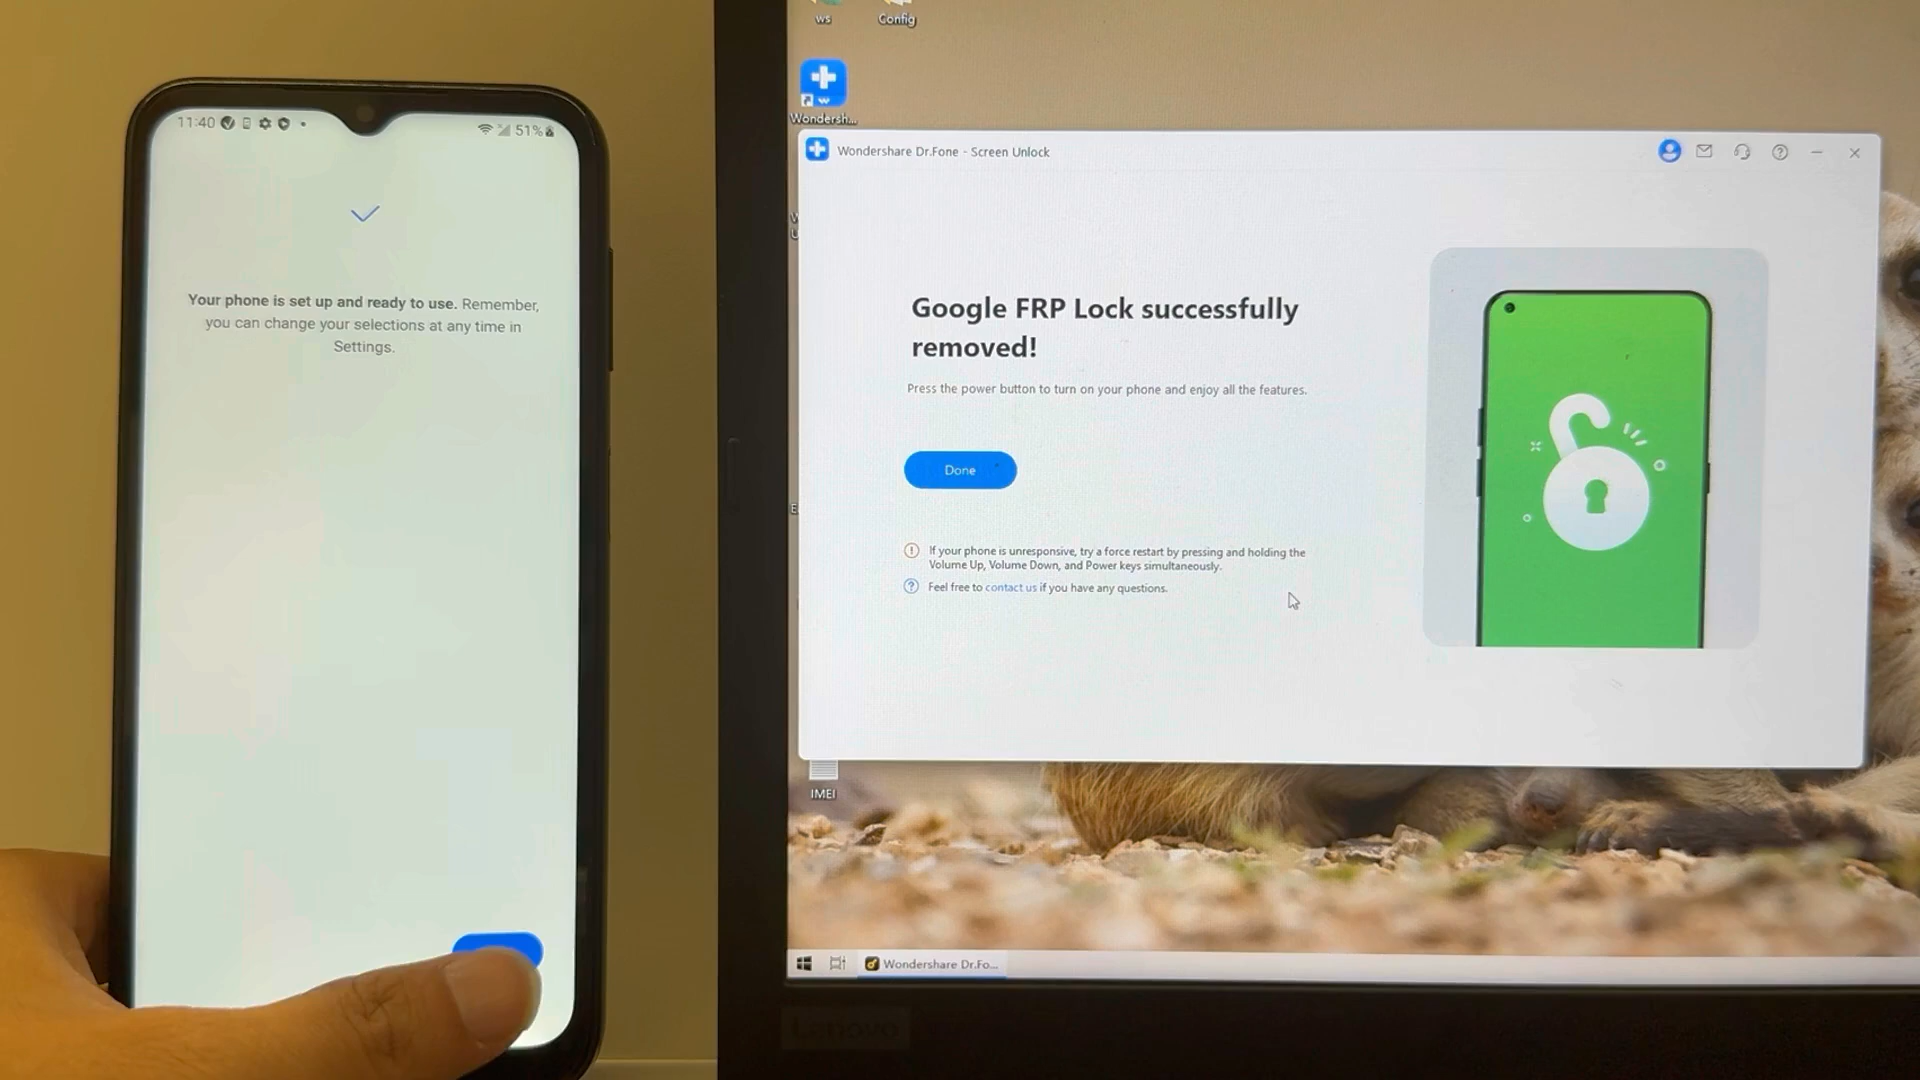 11:40
51%
Your phone is set up and ready to use. Remember,
you can change your selections at any time in
Settings.
ws
Config
Wondersh...
Wondershare Dr.Fone - Screen Unlock
Google FRP Lock successfully
removed!
Press the power button to turn on your phone and enjoy all the features.
Done
If your phone is unresponsive, try a force restart by pressing and holding the
Volume Up, Volume Down, and Power keys simultaneously.
Feel free to contact us if you have any questions.
IMEI
Wondershare Dr.Fo...
Lenovo